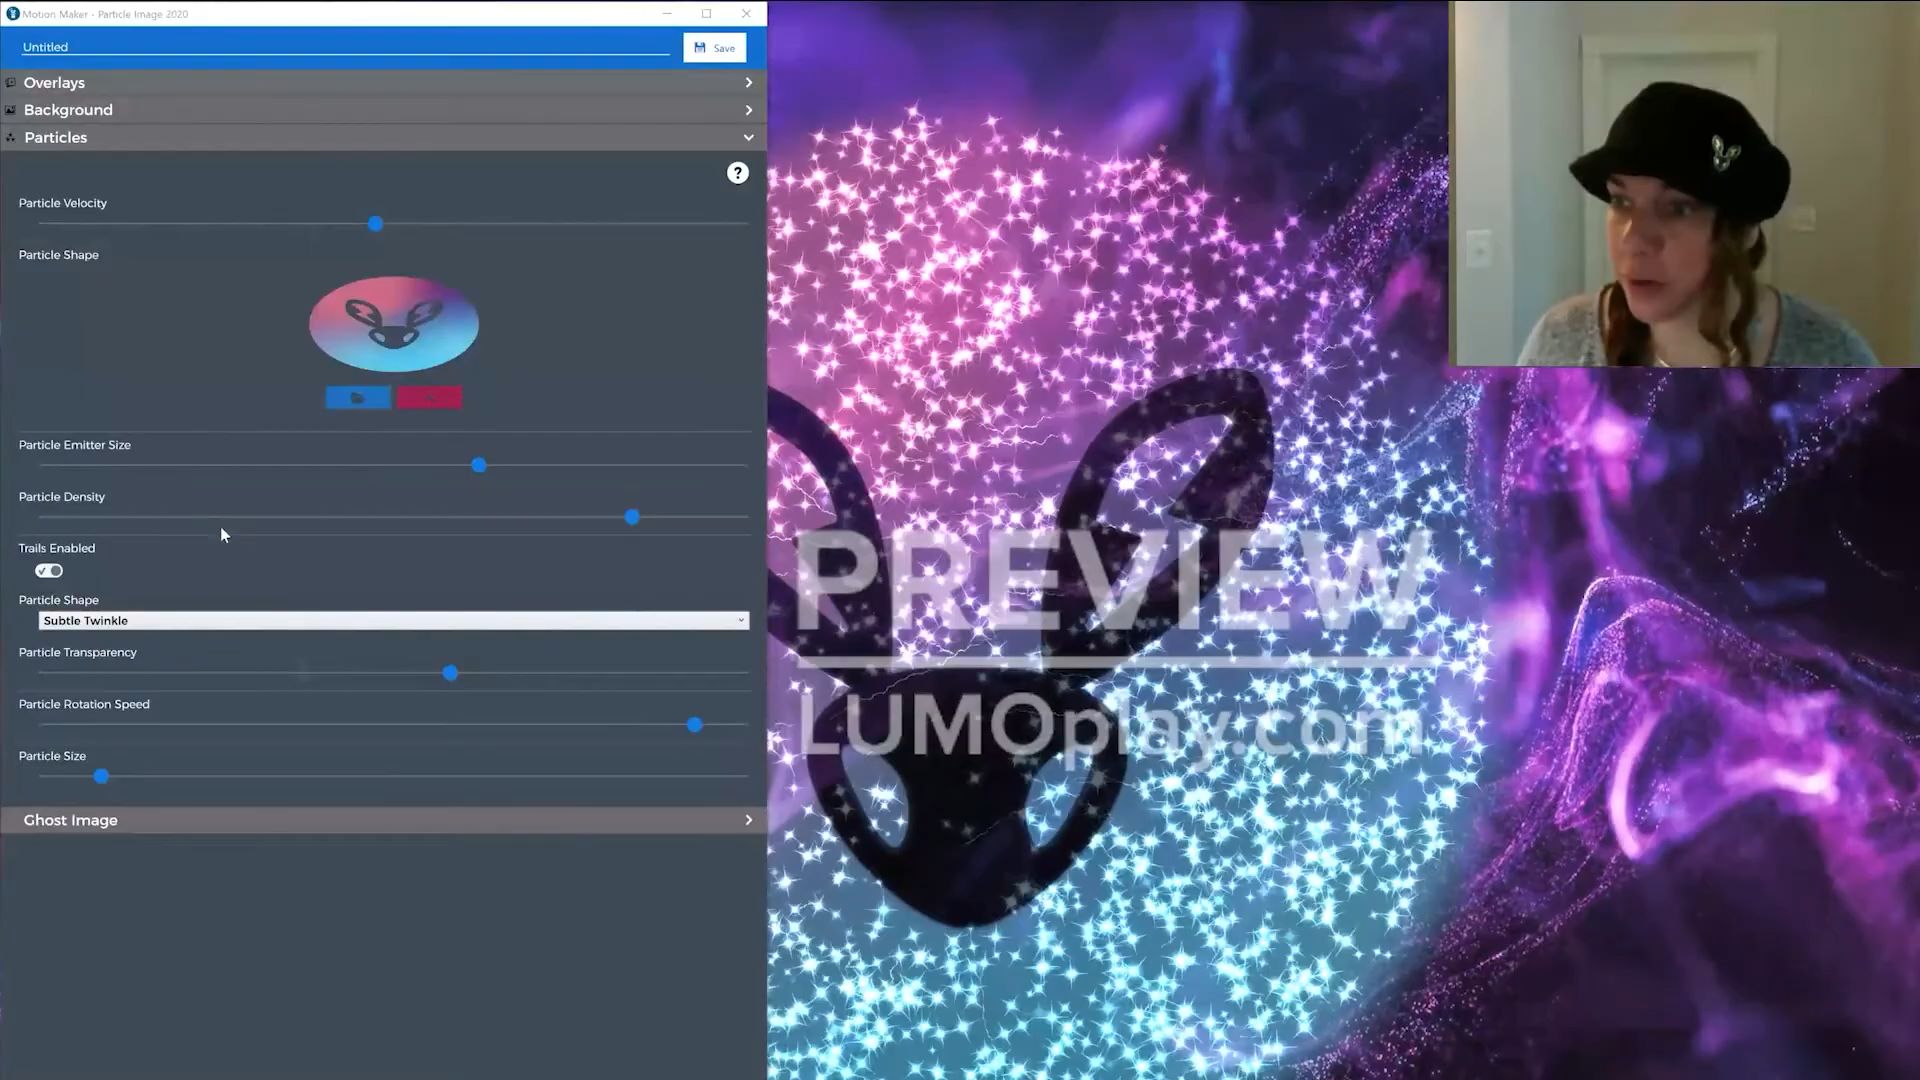 Motion Maker - Particle Image 2020
Untitled
Save
Overlays
Background
Particles
?
Particle Velocity
Particle Shape
Particle Emitter Size
Particle Density
Trails Enabled
Particle Shape
Subtle Twinkle
Particle Transparency
Particle Rotation Speed
Particle Size
Ghost Image
PREVIEW
LUMOplay.com